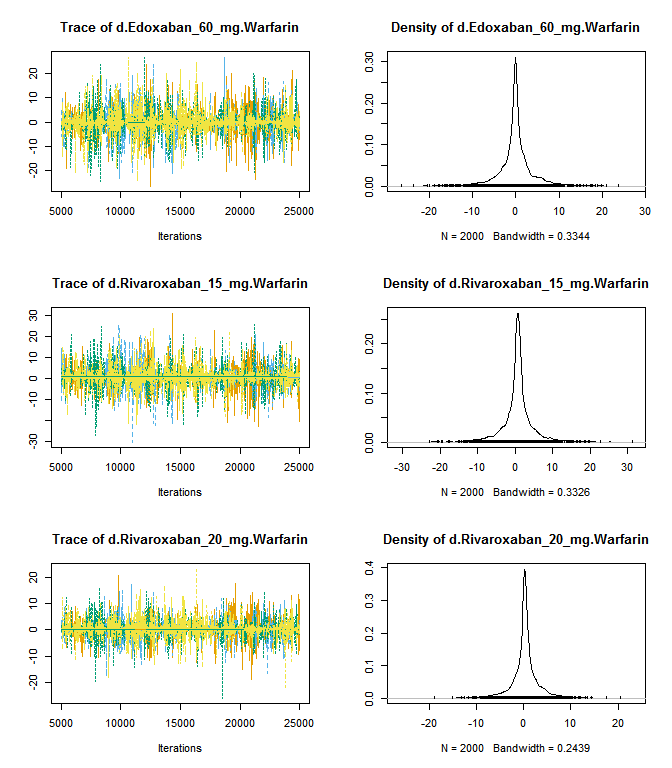 Trace of d.Edoxaban_60_mg.Warfarin
20
10
0
-10
-20
5000 10000 15000 20000 25000
Iterations
Density of d.Edoxaban_60_mg.Warfarin
0.30
0.20
0.10
0.00
-20 -10 0 10 20 30
N = 2000 Bandwidth = 0.3344
Trace of d.Rivaroxaban_15_mg.Warfarin
30
20
10
0
-10
-30
5000 10000 15000 20000 25000
Iterations
Density of d.Rivaroxaban_15_mg.Warfarin
0.20
0.10
0.00
-30 -20 -10 0 10 20 30
N = 2000 Bandwidth = 0.3326
Trace of d.Rivaroxaban_20_mg.Warfarin
20
10
0
-10
-20
5000 10000 15000 20000 25000
Iterations
Density of d.Rivaroxaban_20_mg.Warfarin
0.4
0.3
0.2
0.1
0.0
-20 -10 0 10 20
N = 2000 Bandwidth = 0.2439